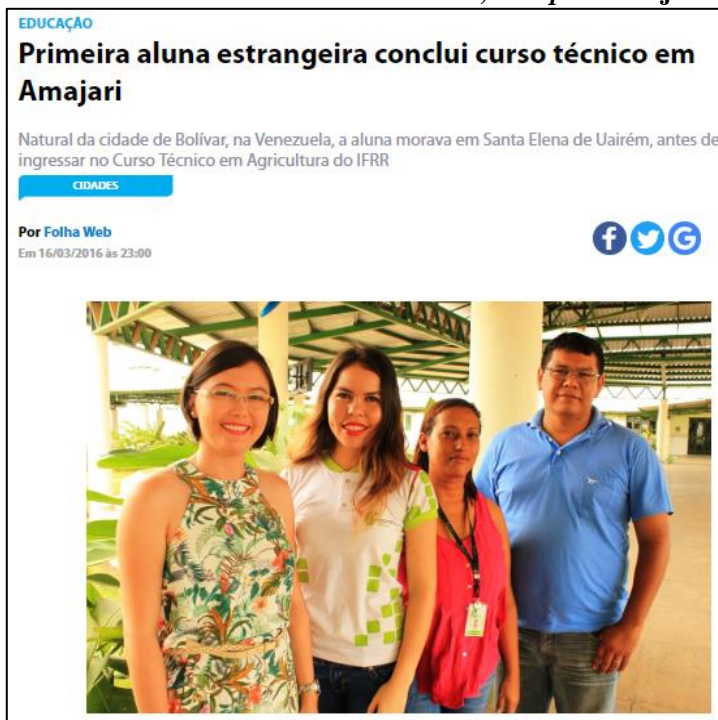 EDUCAÇÃO
Primeira aluna estrangeira conclui curso técnico em
Amajari
Natural da cidade de Bolívar, na Venezuela, a aluna morava em Santa Elena de Uairém, antes de
ingressar no Curso Técnico em Agricultura do IFRR
CIDADES
Por Folha Web
Em 16/03/2016 às 23:00